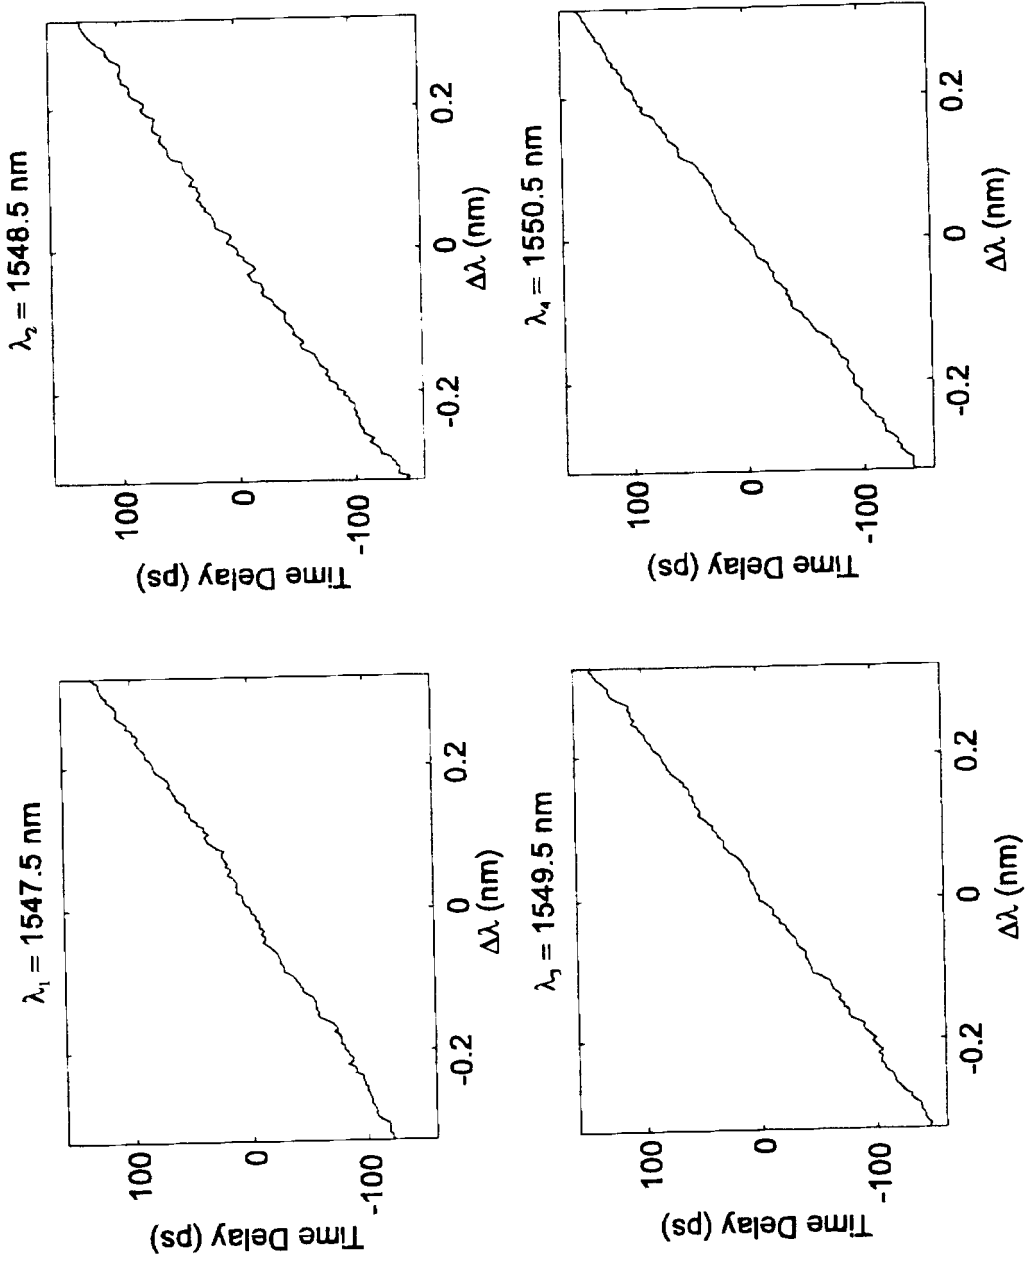 λ₁ = 1547.5 nm
100
0
-100
Time Delay (ps)
-0.2
0
0.2
Δλ (nm)
λ₂ = 1548.5 nm
100
0
-100
Time Delay (ps)
-0.2
0
0.2
Δλ (nm)
λ₃ = 1549.5 nm
100
0
-100
Time Delay (ps)
-0.2
0
0.2
Δλ (nm)
λ₄ = 1550.5 nm
100
0
-100
Time Delay (ps)
-0.2
0
0.2
Δλ (nm)